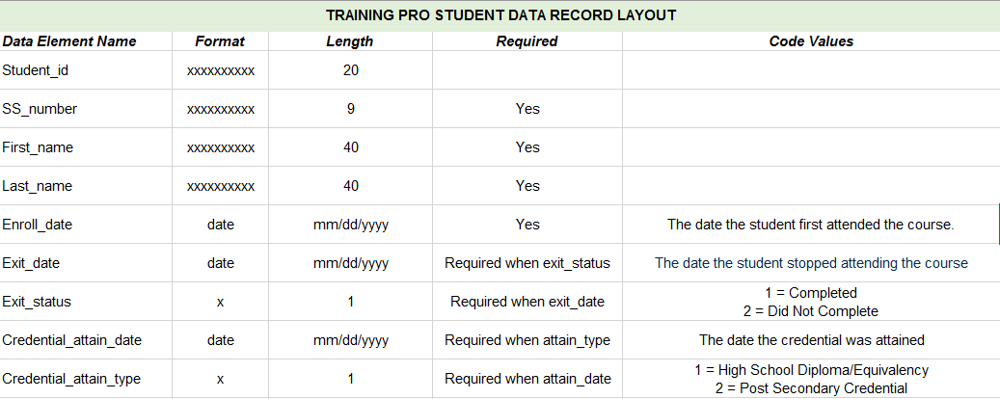 TRAINING PRO STUDENT DATA RECORD LAYOUT
Data Element Name Format Length Required Code Values
Student_id xxxxxxxxxx 20
SS_number xxxxxxxxxx 9 Yes
First_name xxxxxxxxxx 40 Yes
Last_name xxxxxxxxxx 40 Yes
Enroll_date date mm/dd/yyyy Yes The date the student first attended the course.
Exit_date date mm/dd/yyyy Required when exit_status The date the student stopped attending the course
Exit_status x 1 Required when exit_date 1 = Completed
2 = Did Not Complete
Credential_attain_date date mm/dd/yyyy Required when attain_type The date the credential was attained
Credential_attain_type x 1 Required when attain_date 1 = High School Diploma/Equivalency
2 = Post Secondary Credential